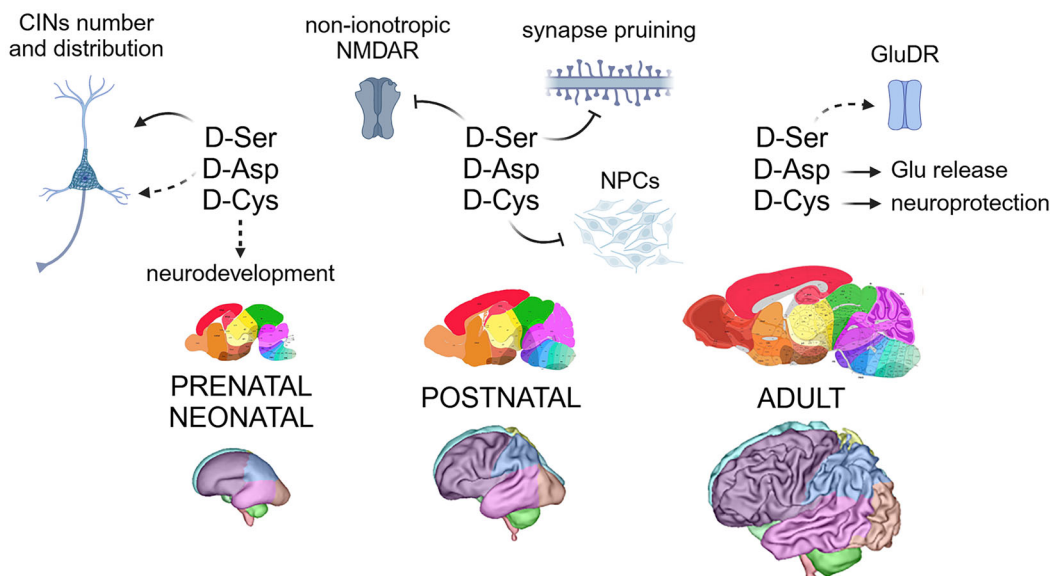 CINs number
and distribution
D-Ser
D-Asp
D-Cys
neurodevelopment
PRENATAL
NEONATAL
non-ionotropic
NMDAR
synapse pruining
D-Ser
D-Asp
D-Cys
NPCs
POSTNATAL
GluDR
D-Ser
D-Asp
Glu release
D-Cys
neuroprotection
ADULT